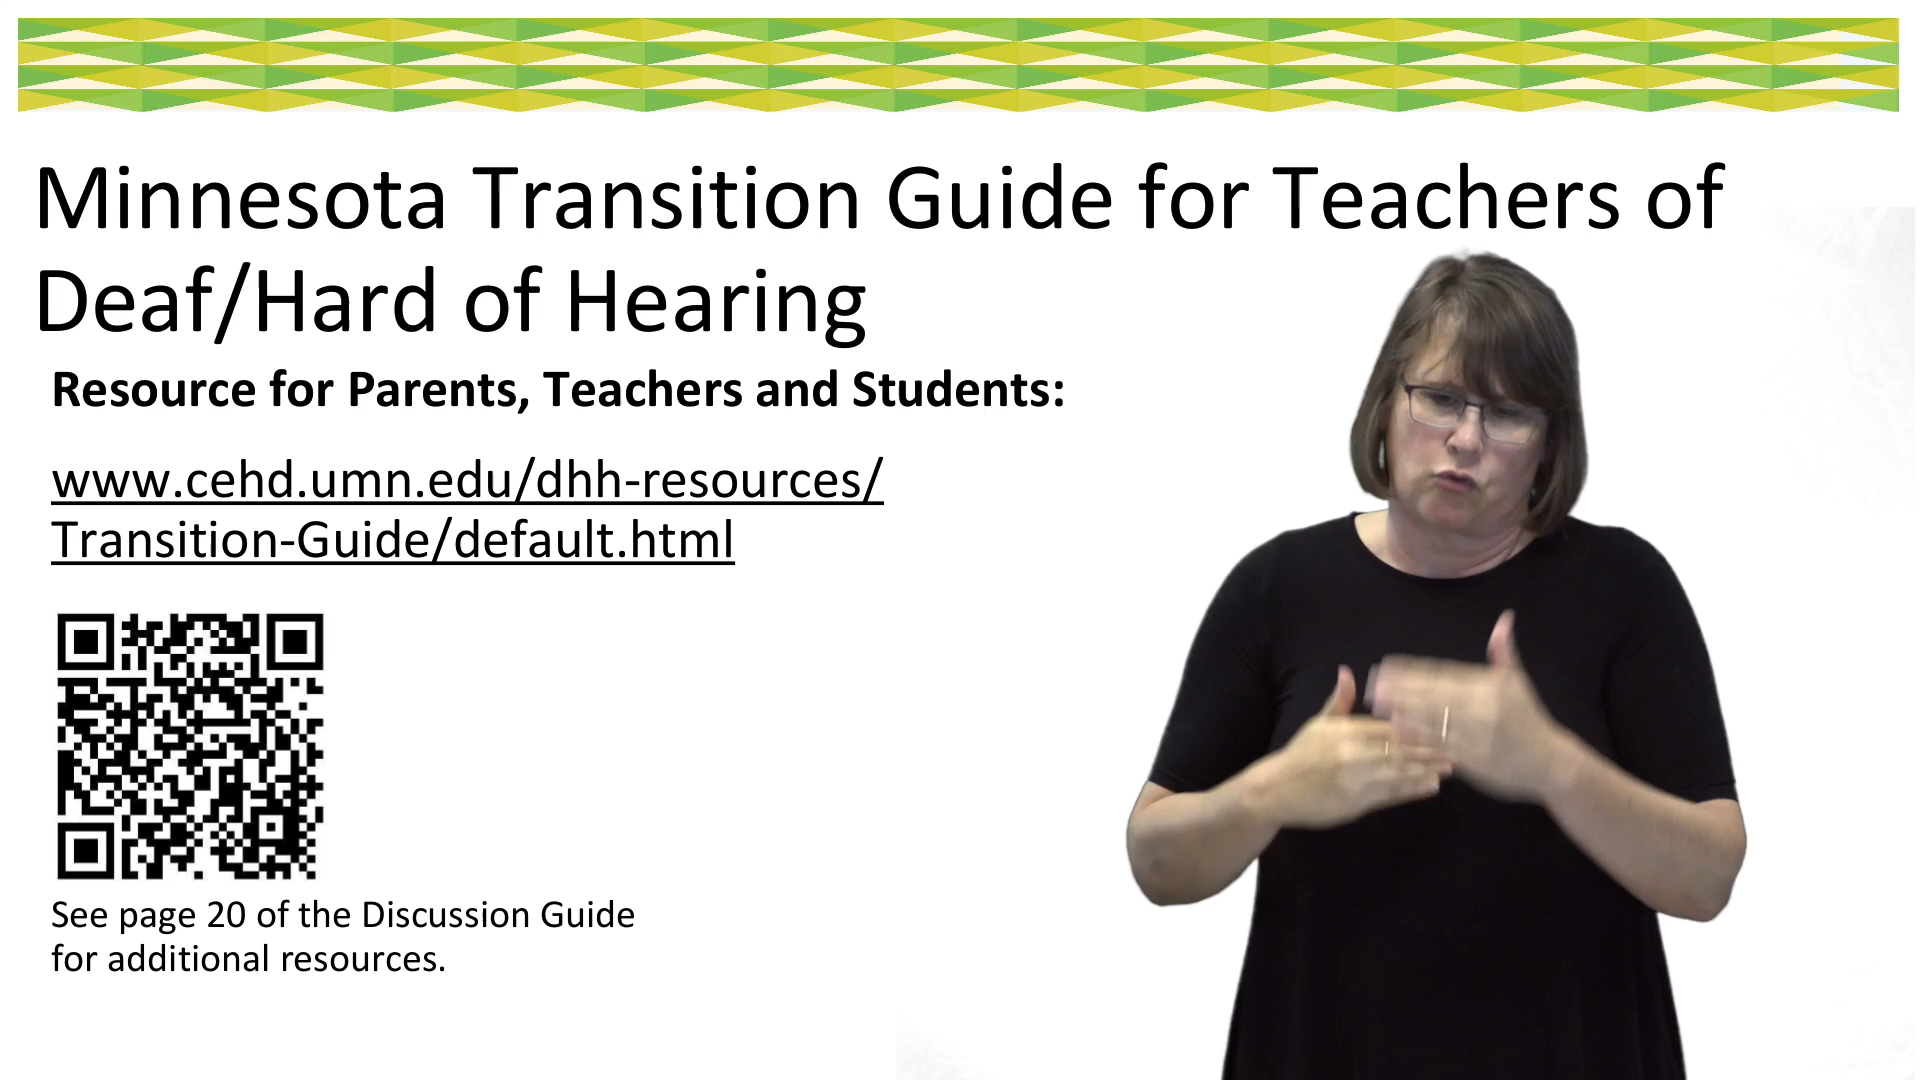 Minnesota Transition Guide for Teachers of
Deaf/Hard of Hearing
Resource for Parents, Teachers and Students:
www.cehd.umn.edu/dhh-resources/
Transition-Guide/default.html
See page 20 of the Discussion Guide
for additional resources.